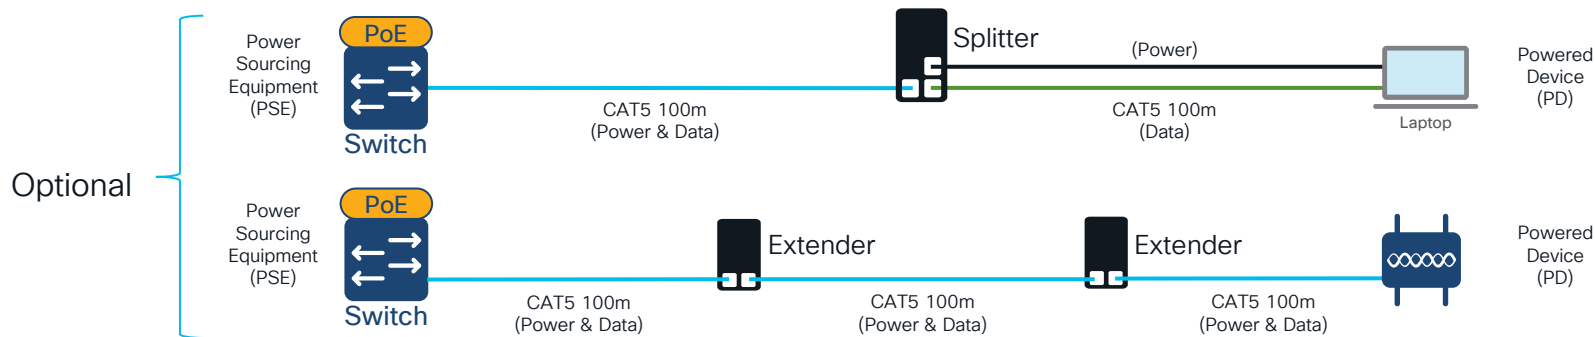 Optional
PoE
Power
Sourcing
Equipment
(PSE)
Switch
CAT5 100m
(Power & Data)
Splitter
(Power)
CAT5 100m
(Data)
Laptop
Powered
Device
(PD)
PoE
Power
Sourcing
Equipment
(PSE)
Switch
CAT5 100m
(Power & Data)
Extender
CAT5 100m
(Power & Data)
Extender
CAT5 100m
(Power & Data)
Powered
Device
(PD)